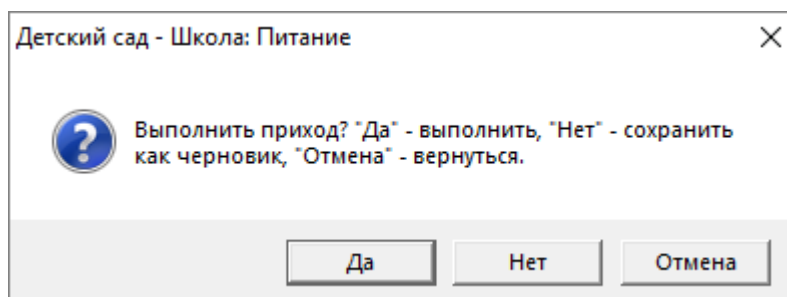 Детский сад - Школа: Питание
Выполнить приход? "Да" - выполнить, "Нет" - сохранить
как черновик, "Отмена" - вернуться.
Да
Нет
Отмена